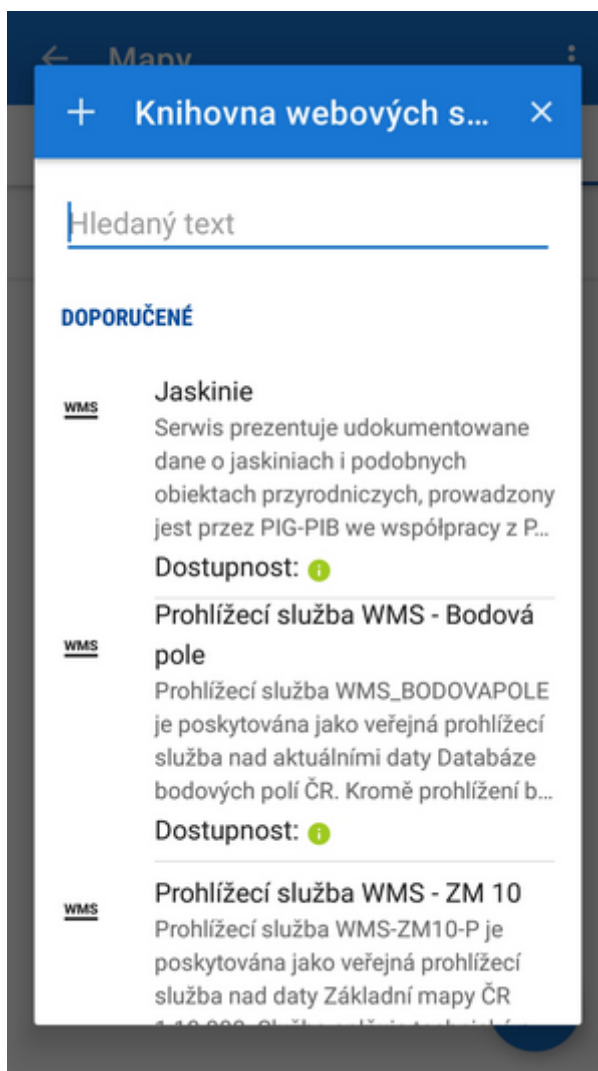 Mapy
Knihovna webových s...
Hledaný text
DOPORUČENÉ
WMS
Jaskinie
Serwis prezentuje udokumentowane
dane o jaskiniach i podobnych
obiektach przyrodniczych, prowadzony
jest przez PIG-PIB we współpracy z P...
Dostupnost:
WMS
Prohlížecí služba WMS - Bodová
pole
Prohlížecí služba WMS_BODOVAPOLE
je poskytována jako veřejná prohlížecí
služba nad aktuálními daty Databáze
bodových polí ČR. Kromě prohlížení b...
Dostupnost:
WMS
Prohlížecí služba WMS - ZM 10
Prohlížecí služba WMS-ZM10-P je
poskytována jako veřejná prohlížecí
služba nad daty Základní mapy ČR